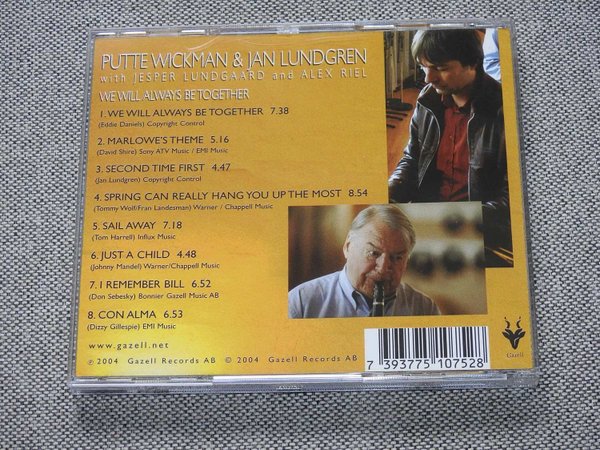 PUTTE WICKMAN & JAN LUNDGREN
with JESPER LUNDGAARD and ALEX RIEL
WE WILL ALWAYS BE TOGETHER
1. WE WILL ALWAYS BE TOGETHER 7.38
(Eddie Daniels) Copyright Control
2. MARLOWE'S THEME 5.16
(David Shire) Sony ATV Music / EMI Music
3. SECOND TIME FIRST 4.47
(Jan Lundgren) Copyright Control
4. SPRING CAN REALLY HANG YOU UP THE MOST 8.54
(Tommy Wolf/Fran Landesman) Warner / Chappell Music
5. SAIL AWAY 7.18
(Tom Harrell) Influx Music
6. JUST A CHILD 4.48
(Johnny Mandel) Warner/Chappell Music
7. I REMEMBER BILL 6.52
(Don Sebesky) Bonnier Gazell Music AB
8. CON ALMA 6.53
(Dizzy Gillespie) EMI Music
www.gazell.net
℗ 2004 Gazell Records AB © 2004 Gazell Records AB
7 393775 107528
Gazell